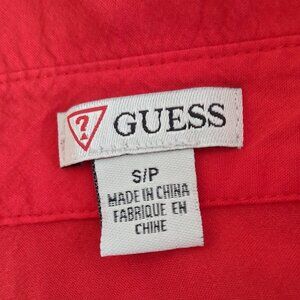 ? GUESS
S/P
MADE IN CHINA
FABRIQUE EN
CHINE